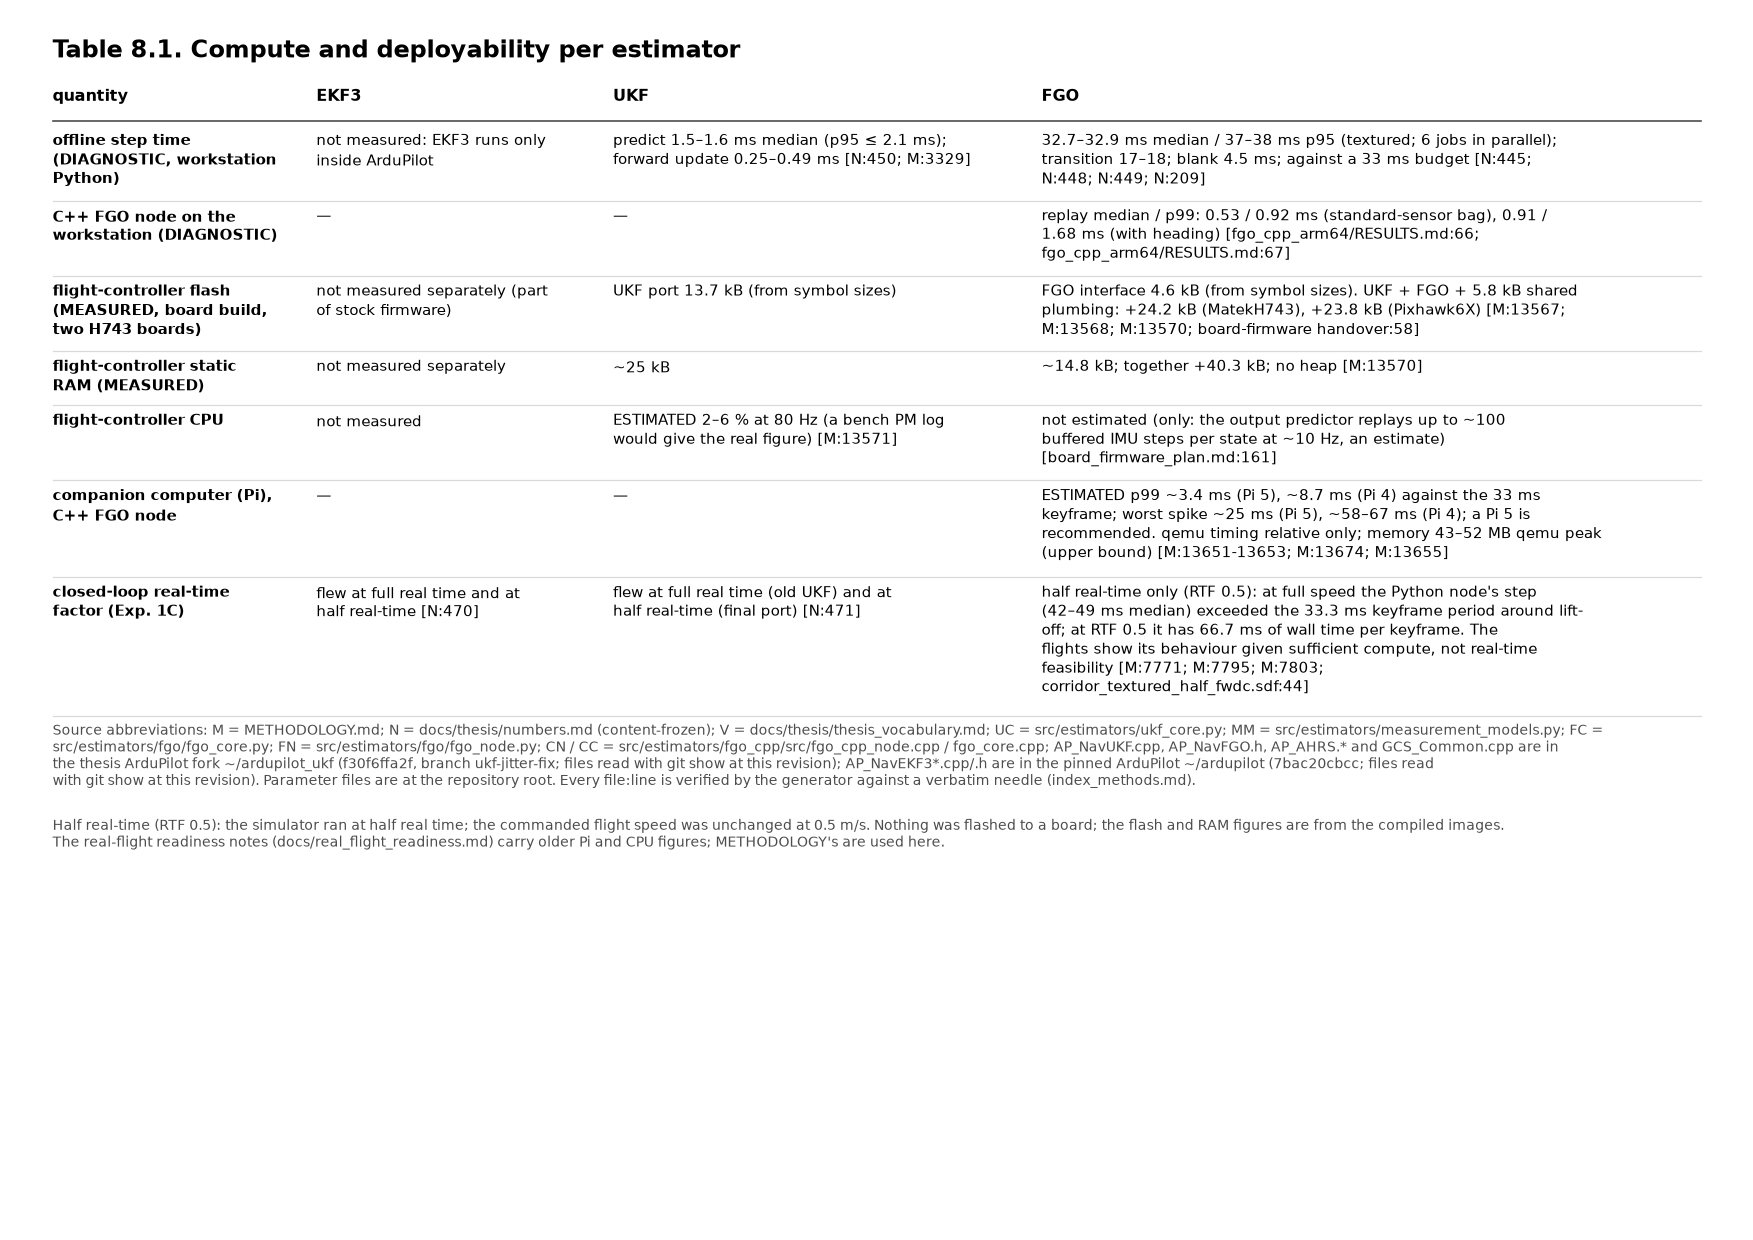 Table 8.1. Compute and deployability per estimator
quantity
EKF3
UKF
FGO
offline step time
(DIAGNOSTIC, workstation
Python)
not measured: EKF3 runs only
inside ArduPilot
predict 1.5–1.6 ms median (p95 ≤ 2.1 ms);
forward update 0.25–0.49 ms [N:450; M:3329]
32.7–32.9 ms median / 37–38 ms p95 (textured; 6 jobs in parallel);
transition 17–18; blank 4.5 ms; against a 33 ms budget [N:445;
N:448; N:449; N:209]
C++ FGO node on the
workstation (DIAGNOSTIC)
—
—
replay median / p99: 0.53 / 0.92 ms (standard-sensor bag), 0.91 /
1.68 ms (with heading) [fgo_cpp_arm64/RESULTS.md:66;
fgo_cpp_arm64/RESULTS.md:67]
flight-controller flash
(MEASURED, board build,
two H743 boards)
not measured separately (part
of stock firmware)
UKF port 13.7 kB (from symbol sizes)
FGO interface 4.6 kB (from symbol sizes). UKF + FGO + 5.8 kB shared
plumbing: +24.2 kB (MatekH743), +23.8 kB (Pixhawk6X) [M:13567;
M:13568; M:13570; board-firmware handover:58]
flight-controller static
RAM (MEASURED)
not measured separately
~25 kB
~14.8 kB; together +40.3 kB; no heap [M:13570]
flight-controller CPU
not measured
ESTIMATED 2–6 % at 80 Hz (a bench PM log
would give the real figure) [M:13571]
not estimated (only: the output predictor replays up to ~100
buffered IMU steps per state at ~10 Hz, an estimate)
[board_firmware_plan.md:161]
companion computer (Pi),
C++ FGO node
—
—
ESTIMATED p99 ~3.4 ms (Pi 5), ~8.7 ms (Pi 4) against the 33 ms
keyframe; worst spike ~25 ms (Pi 5), ~58–67 ms (Pi 4); a Pi 5 is
recommended. qemu timing relative only; memory 43–52 MB qemu peak
(upper bound) [M:13651-13653; M:13674; M:13655]
closed-loop real-time
factor (Exp. 1C)
flew at full real time and at
half real-time [N:470]
flew at full real time (old UKF) and at
half real-time (final port) [N:471]
half real-time only (RTF 0.5): at full speed the Python node's step
(42–49 ms median) exceeded the 33.3 ms keyframe period around lift-
off; at RTF 0.5 it has 66.7 ms of wall time per keyframe. The
flights show its behaviour given sufficient compute, not real-time
feasibility [M:7771; M:7795; M:7803;
corridor_textured_half_fwdc.sdf:44]
Source abbreviations: M = METHODOLOGY.md; N = docs/thesis/numbers.md (content-frozen); V = docs/thesis/thesis_vocabulary.md; UC = src/estimators/ukf_core.py; MM = src/estimators/measurement_models.py; FC =
src/estimators/fgo/fgo_core.py; FN = src/estimators/fgo/fgo_node.py; CN / CC = src/estimators/fgo_cpp/src/fgo_cpp_node.cpp / fgo_core.cpp; AP_NavUKF.cpp, AP_NavFGO.h, AP_AHRS.* and GCS_Common.cpp are in
the thesis ArduPilot fork ~/ardupilot_ukf (f30f6ffa2f, branch ukf-jitter-fix; files read with git show at this revision); AP_NavEKF3*.cpp/.h are in the pinned ArduPilot ~/ardupilot (7bac20cbcc; files read
with git show at this revision). Parameter files are at the repository root. Every file:line is verified by the generator against a verbatim needle (index_methods.md).
Half real-time (RTF 0.5): the simulator ran at half real time; the commanded flight speed was unchanged at 0.5 m/s. Nothing was flashed to a board; the flash and RAM figures are from the compiled images.
The real-flight readiness notes (docs/real_flight_readiness.md) carry older Pi and CPU figures; METHODOLOGY's are used here.